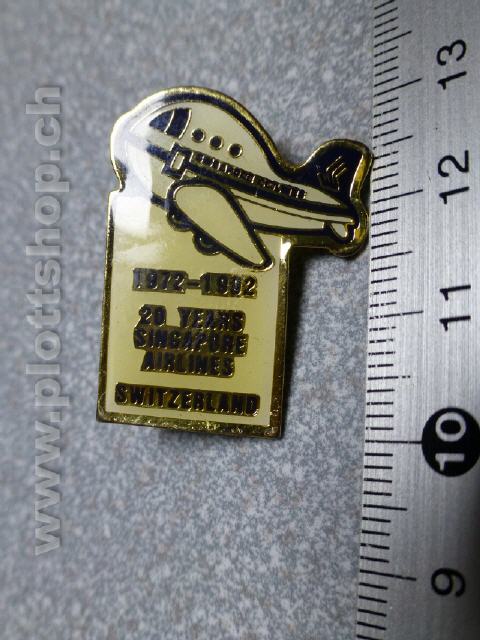 1972-1992
20 YEARS
SINGAPORE
AIRLINES
SWITZERLAND
www.plottshop.ch
13
12
11
10
9